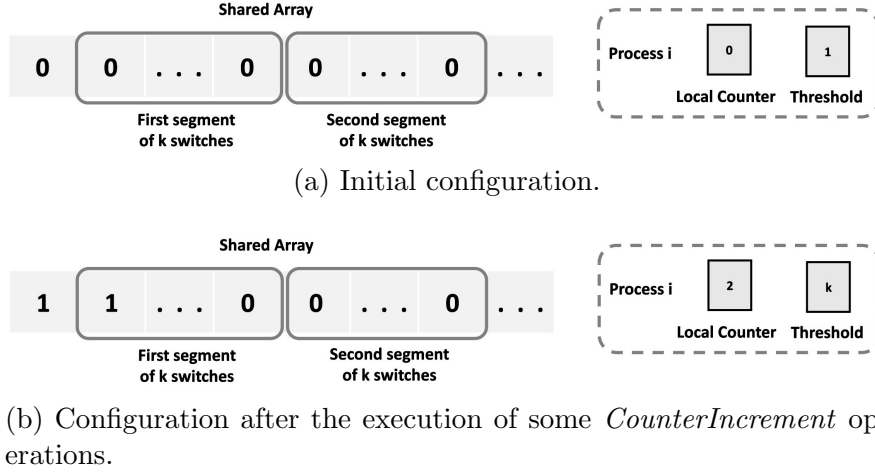 Shared Array
0 0 . . . 0 0 . . . 0 . . .
First segment
of k switches
Second segment
of k switches
Process i
0 1
Local Counter Threshold
(a) Initial configuration.
Shared Array
1 1 . . . 0 0 . . . 0 . . .
First segment
of k switches
Second segment
of k switches
Process i
2 k
Local Counter Threshold
(b) Configuration after the execution of some CounterIncrement op
erations.